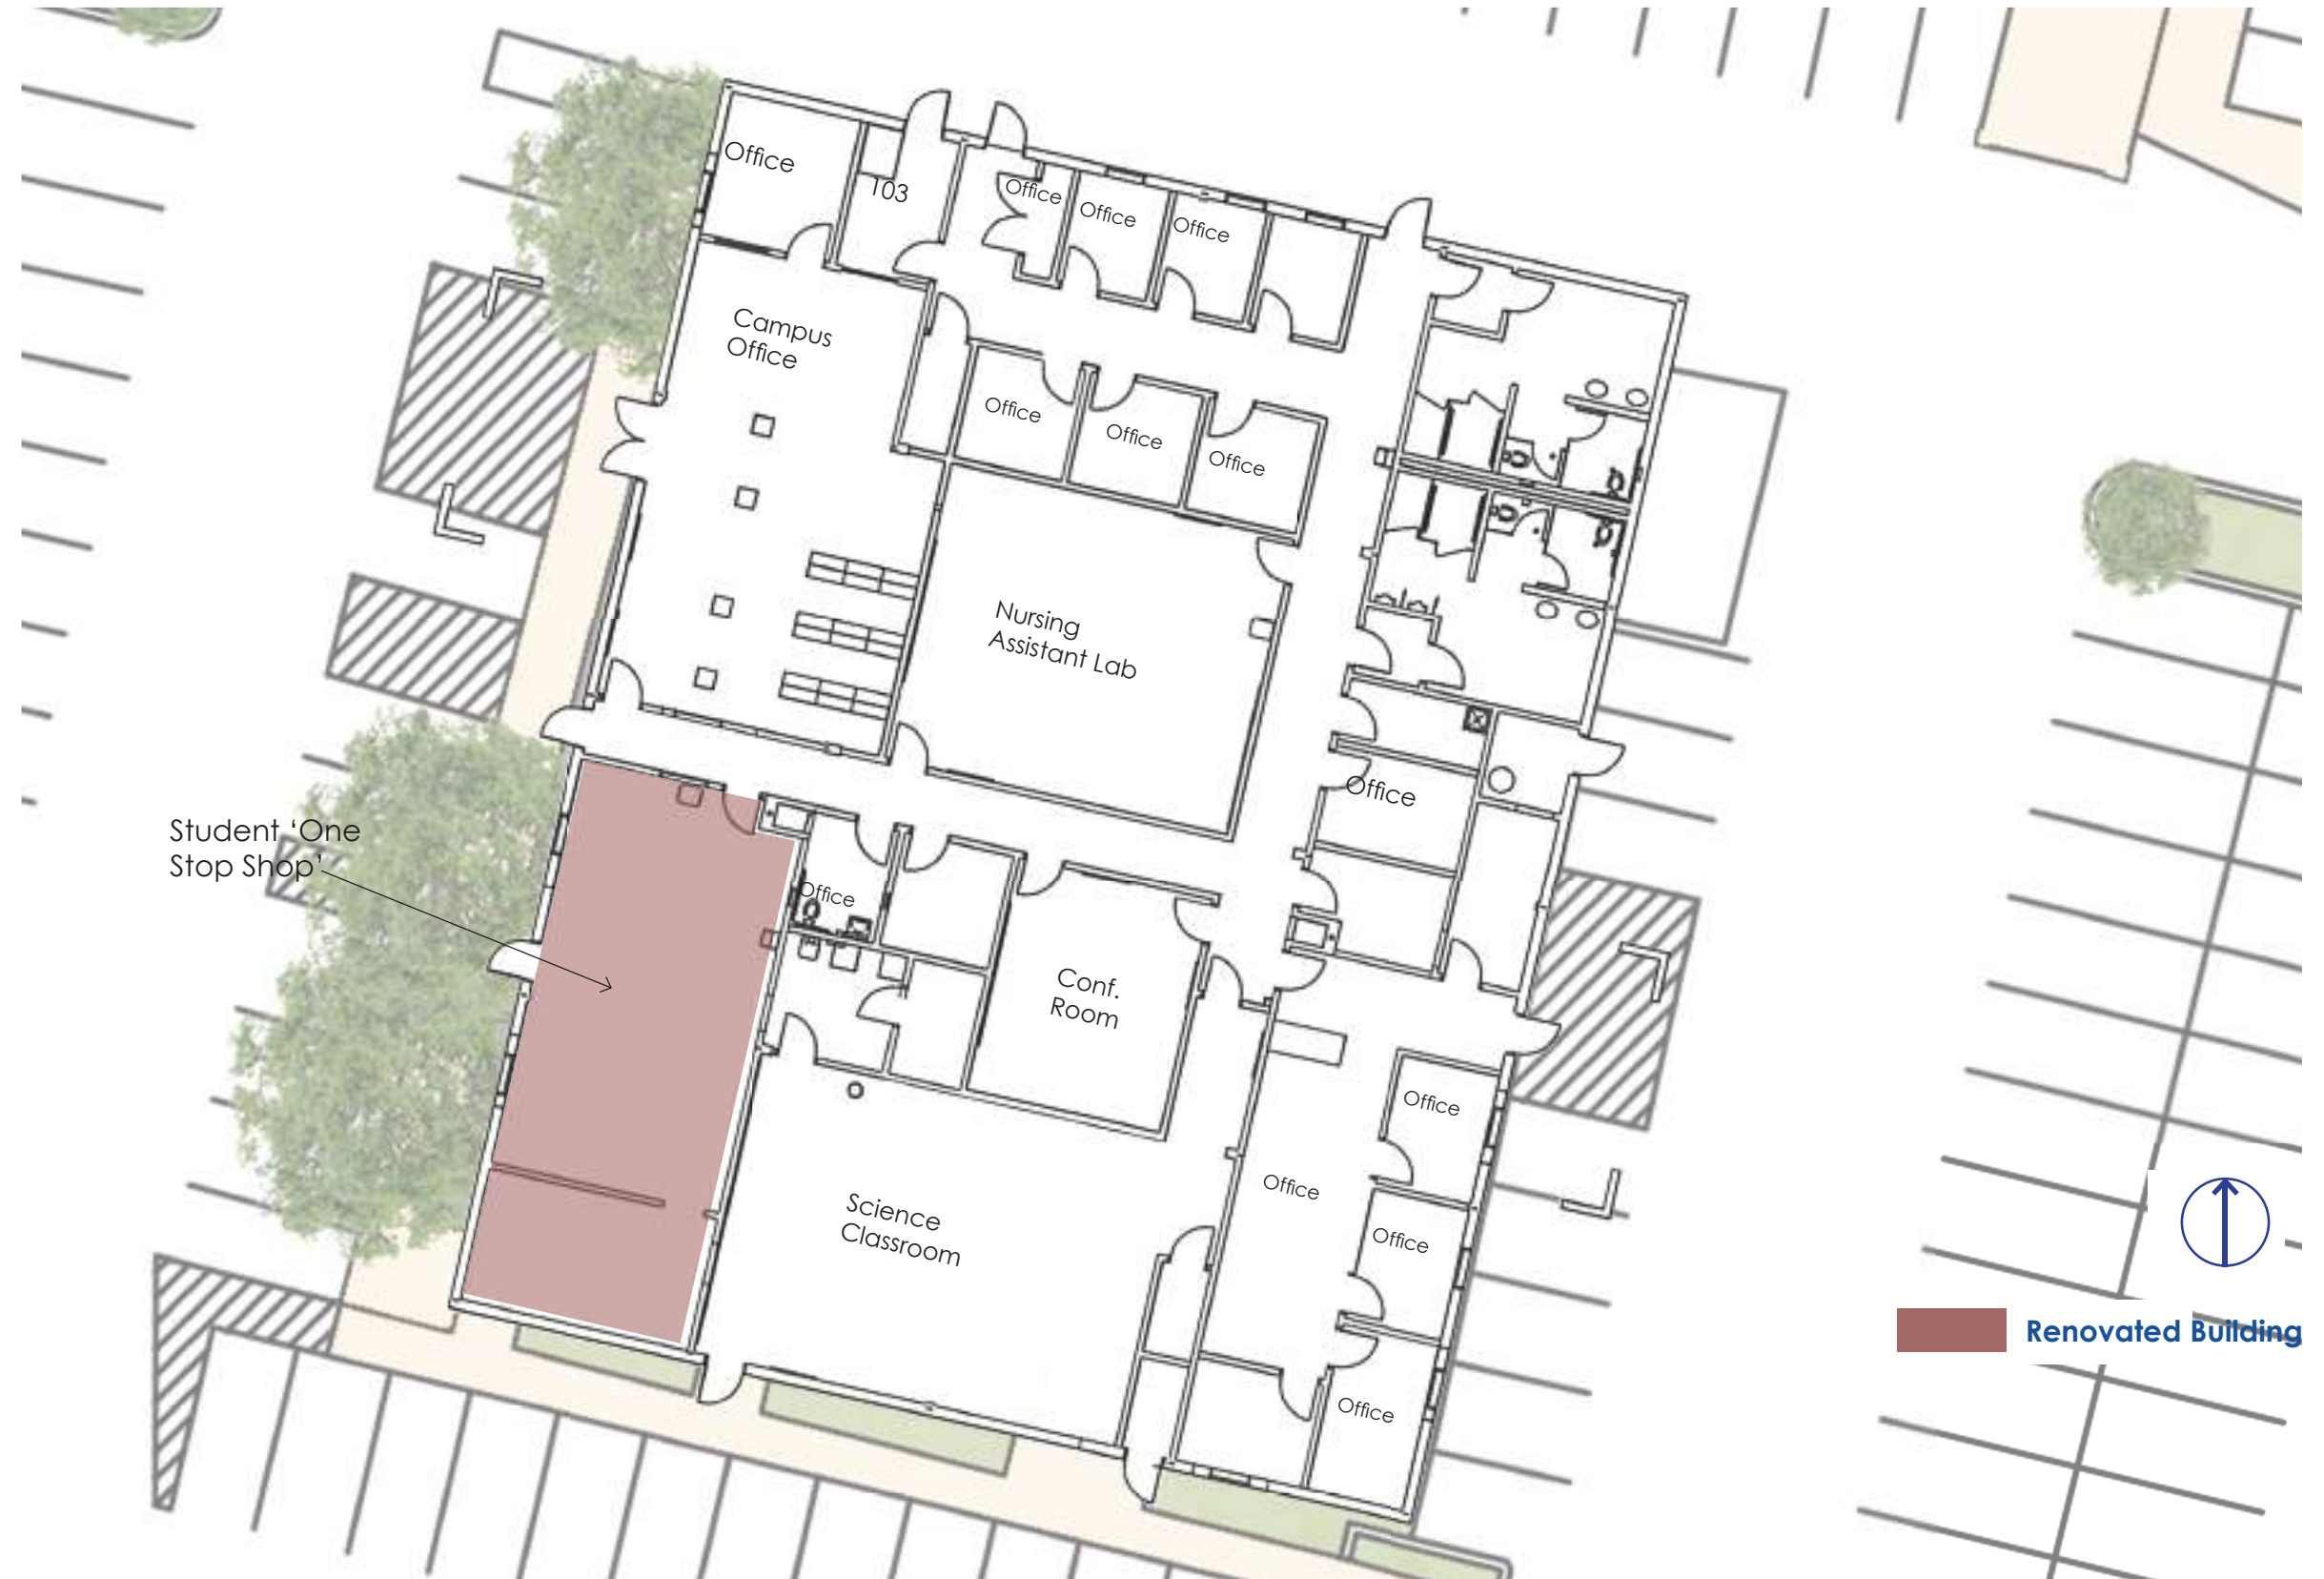 Office
103
Office
Office
Office
Campus
Office
Office
Office
Office
Nursing
Assistant Lab
Office
Student ‘One
Stop Shop’
Office
Conf.
Room
Office
Office
Science
Classroom
Office
Office
Renovated Building